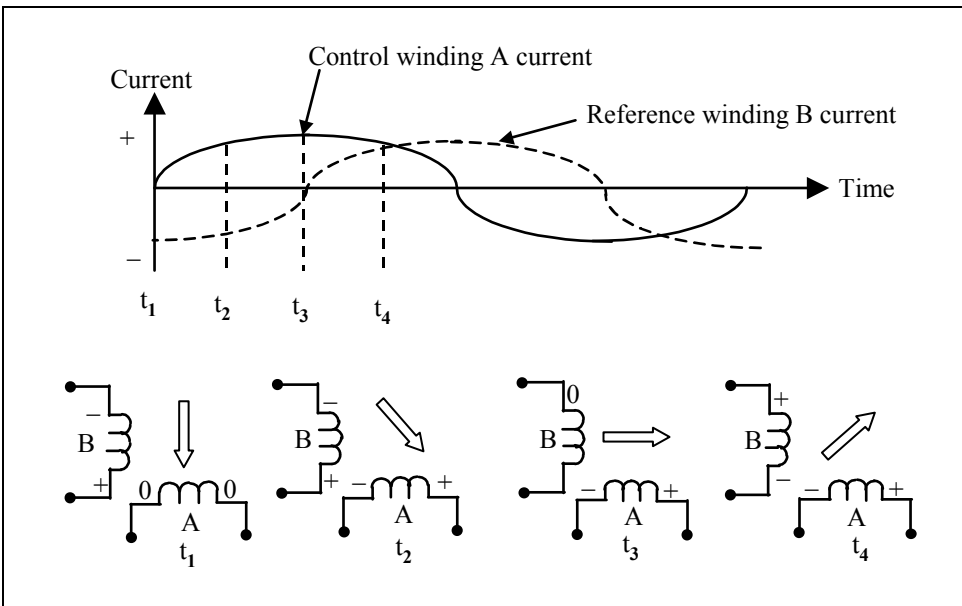 Control winding A current
Current
Reference winding B current
+
Time
−
t1 t2 t3 t4
− − 0 +
B B B B
+ + − − 
0 0 − + − + − +
A A A A
t1 t2 t3 t4